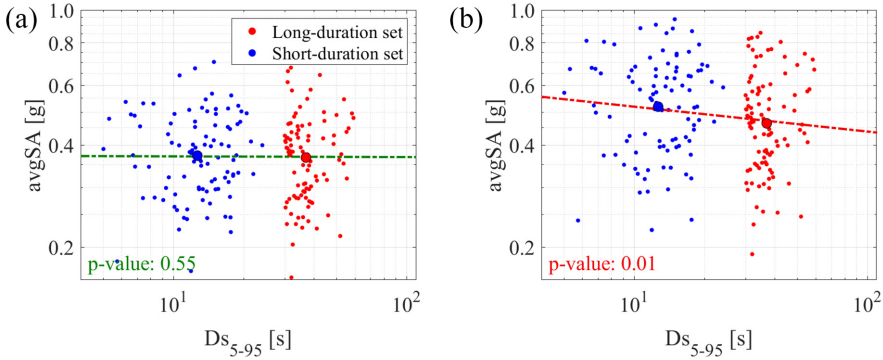 (a)
1.0
0.8
0.6
0.4
0.2
avgSA [g]
Long-duration set
Short-duration set
p-value: 0.55
10¹
10²
Ds₅₋₉₅ [s]
(b)
1.0
0.8
0.6
0.4
0.2
avgSA [g]
p-value: 0.01
10¹
10²
Ds₅₋₉₅ [s]